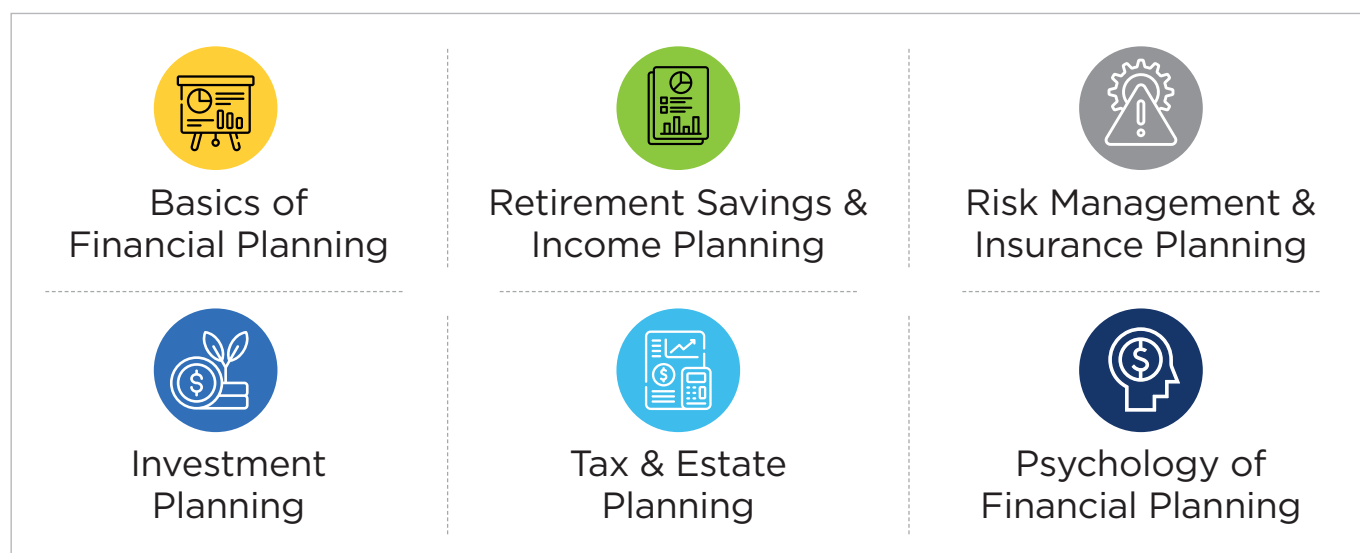 Basics of
Financial Planning
Retirement Savings &
Income Planning
Risk Management &
Insurance Planning
Investment
Planning
Tax & Estate
Planning
Psychology of
Financial Planning